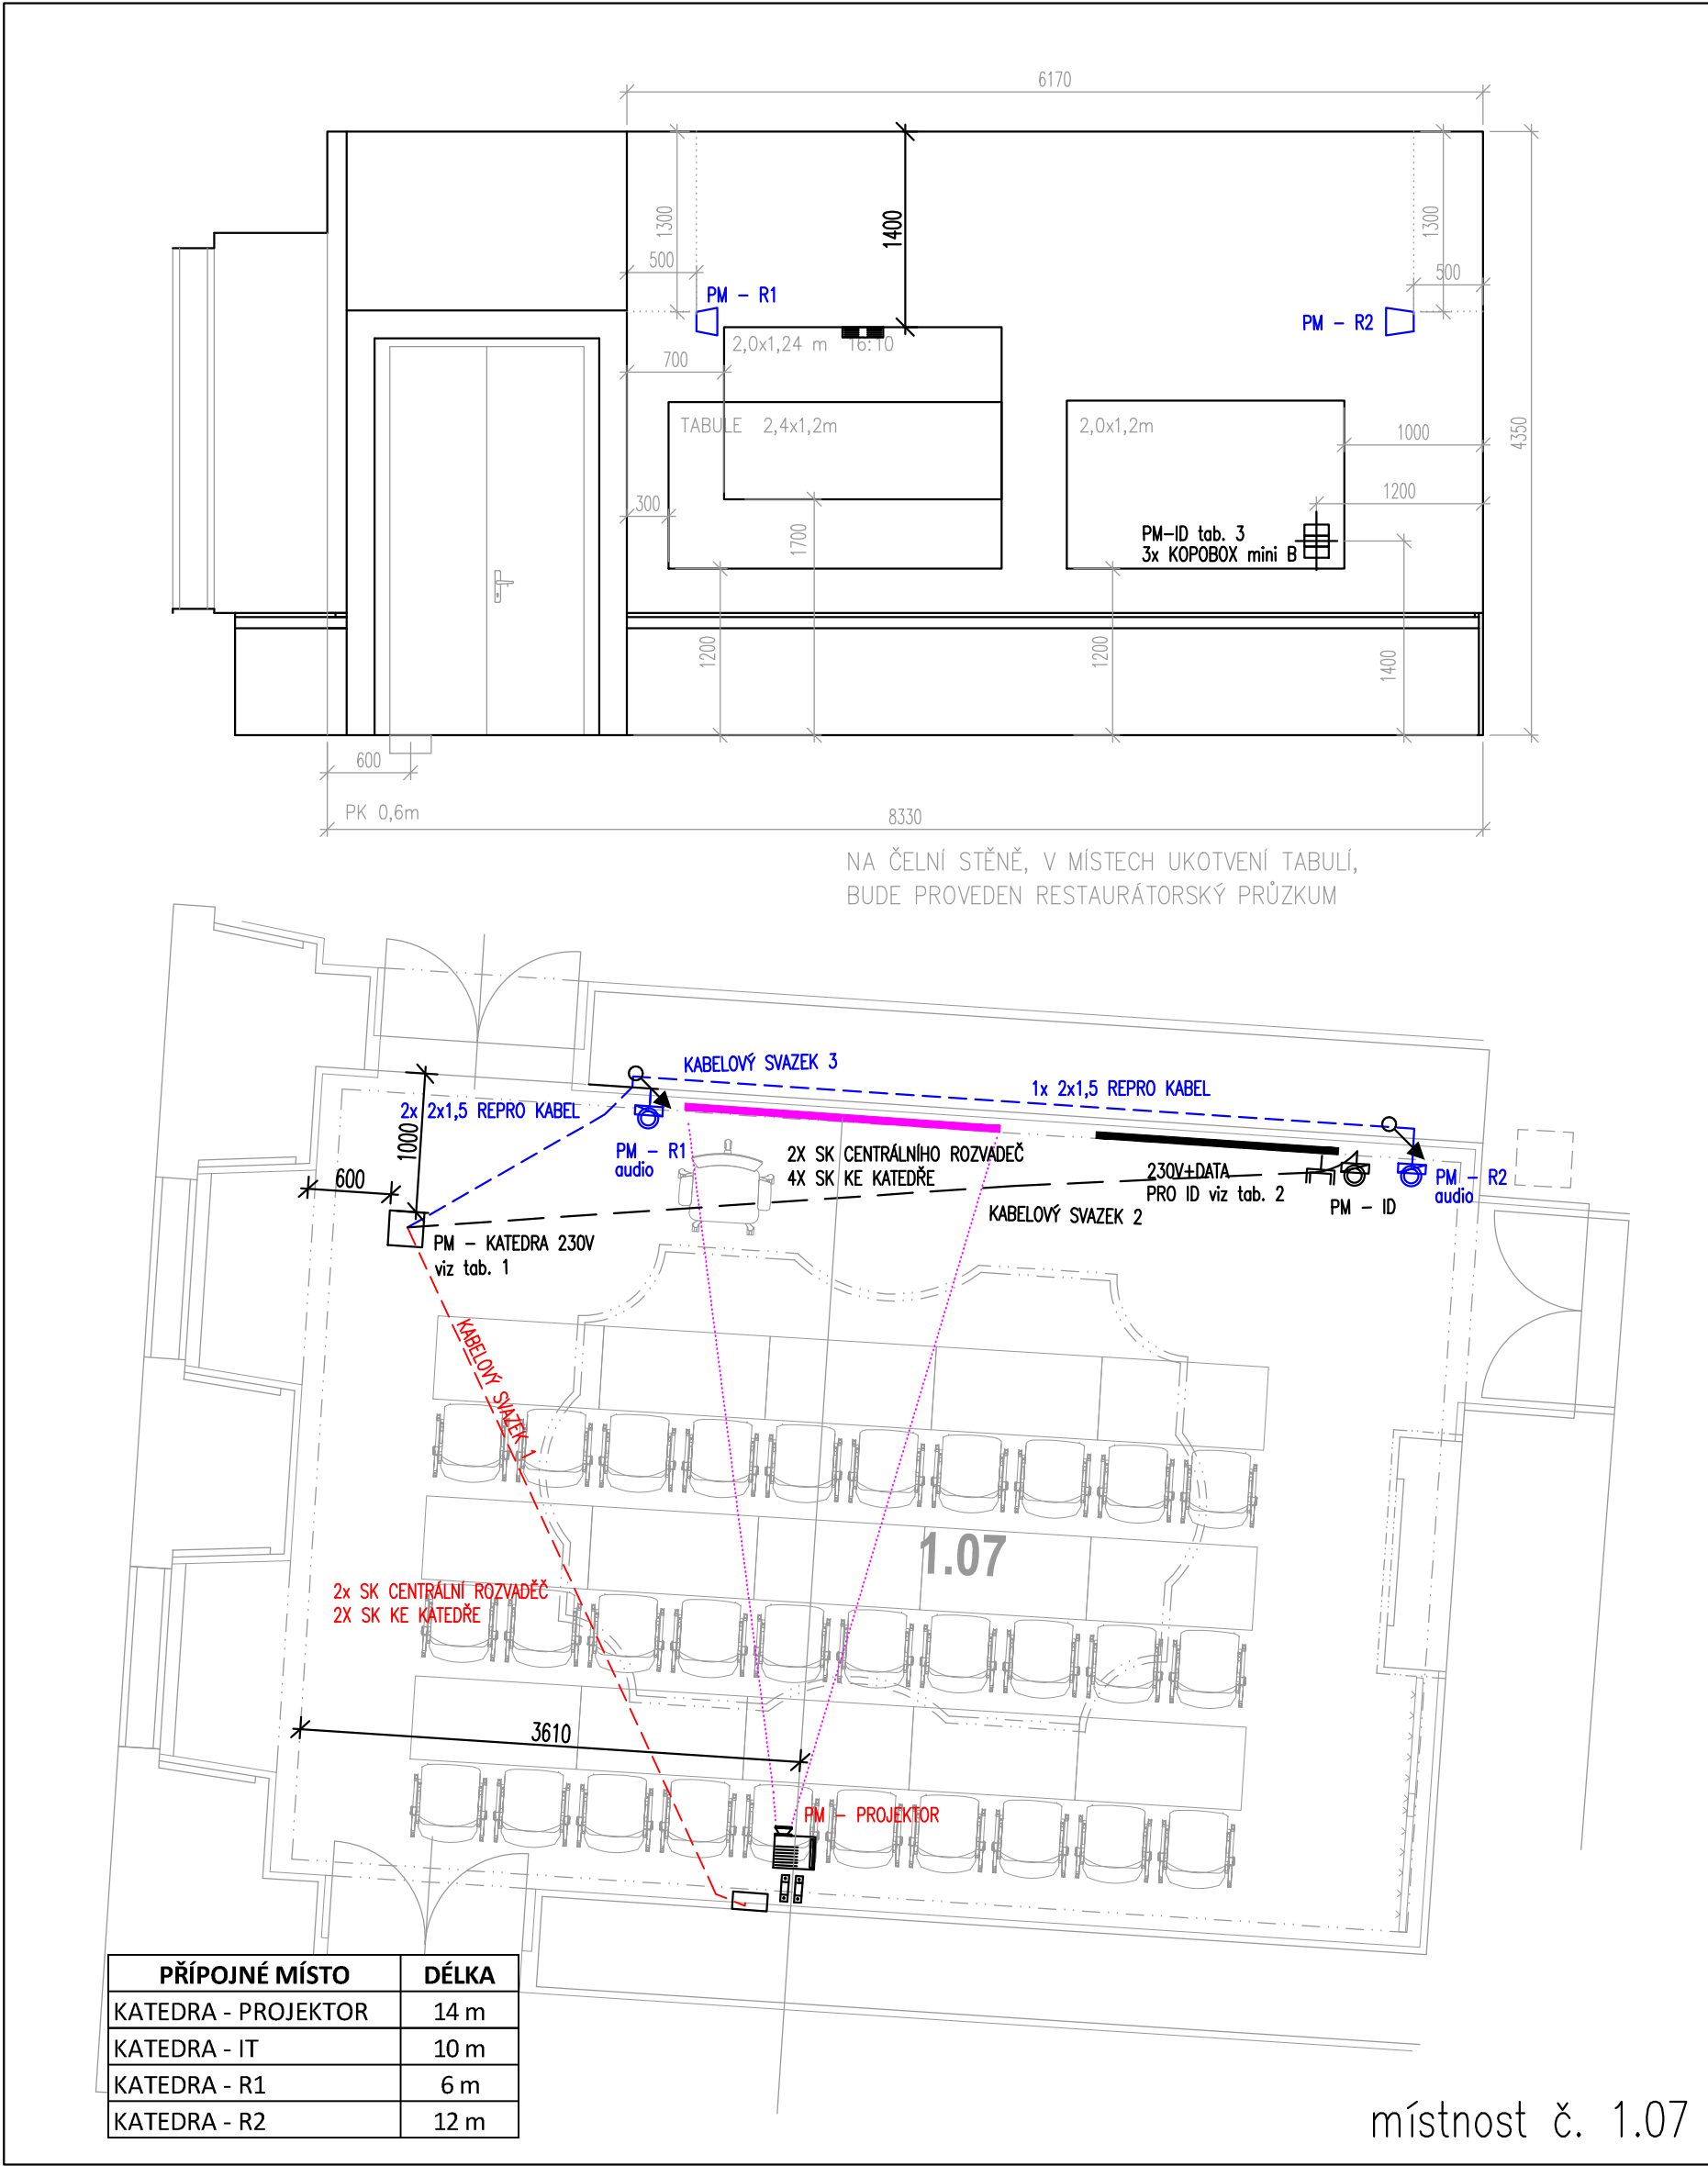 6170
1300
1400
1300
500
500
PM - R1
PM - R2
2,0x1,24 m 16:10
700
TABULE 2,4x1,2m
2,0x1,2m
1000
4350
1200
300
1700
PM-ID tab. 3
3x KOPOBOX mini B
1200
1200
1400
600
PK 0,6m
8330
NA ČELNÍ STĚNĚ, V MÍSTECH UKOTVENÍ TABULÍ,
BUDE PROVEDEN RESTAURÁTORSKÝ PRŮZKUM
KABELOVÝ SVAZEK 3
1x 2x1,5 REPRO KABEL
2x 2x1,5 REPRO KABEL
1000
PM - R1
audio
2X SK CENTRÁLNÍHO ROZVADEČ
4X SK KE KATEDŘE
600
230V+DATA
PRO ID viz tab. 2
PM - R2
audio
PM - ID
KABELOVÝ SVAZEK 2
PM - KATEDRA 230V
viz tab. 1
KABELOVÝ SVAZEK 1
1.07
2x SK CENTRÁLNÍ ROZVADĚČ
2X SK KE KATEDŘE
3610
PM - PROJEKTOR
PŘÍPOJNÉ MÍSTO DÉLKA
KATEDRA - PROJEKTOR 14 m
KATEDRA - IT 10 m
KATEDRA - R1 6 m
KATEDRA - R2 12 m
místnost č. 1.07